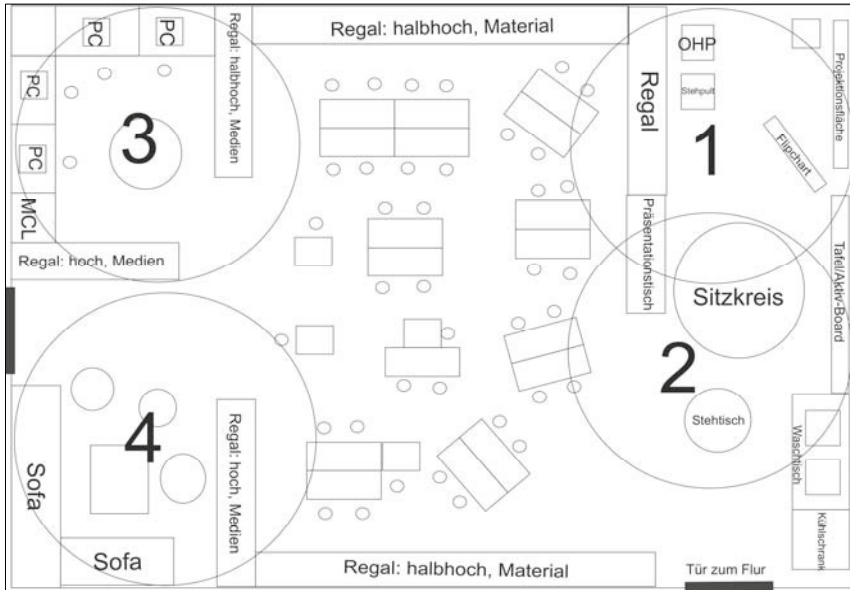 PC
PC
Regal: halbhoch, Medien
Regal: halbhoch, Material
OHP
Stehpult
Projektionsfläche
Flipchart
1
Regal
PC
PC
3
MCL
Regal: hoch, Medien
Präsentationstisch
Tafel/Aktiv-Board
Sitzkreis
2
Stehtisch
Waschtisch
Kühlschrank
4
Sofa
Sofa
Regal: hoch, Medien
Regal: halbhoch, Material
Tür zum Flur